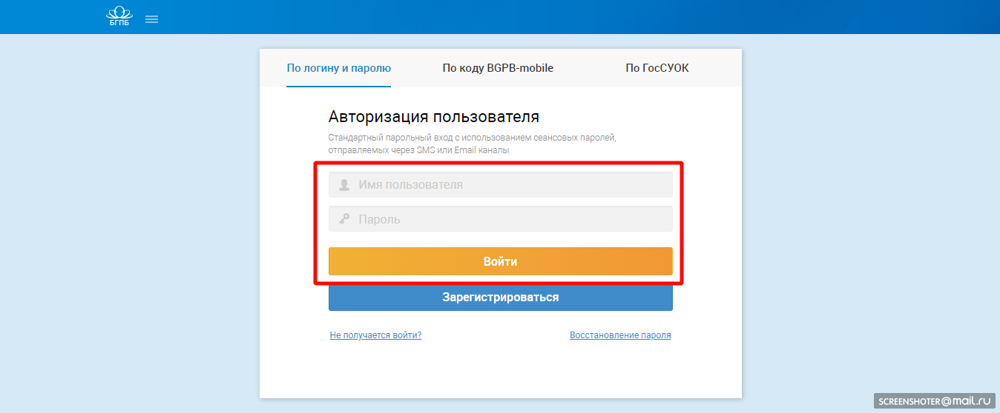 БГПБ
По логину и паролю
По коду BGPB-mobile
По ГосСУОК
Авторизация пользователя
Стандартный парольный вход с использованием сеансовых паролей,
отправляемых через SMS или Email каналы
Имя пользователя
Пароль
Войти
Зарегистрироваться
Не получается войти?
Восстановление пароля
SCREENSHOTER@mail.ru